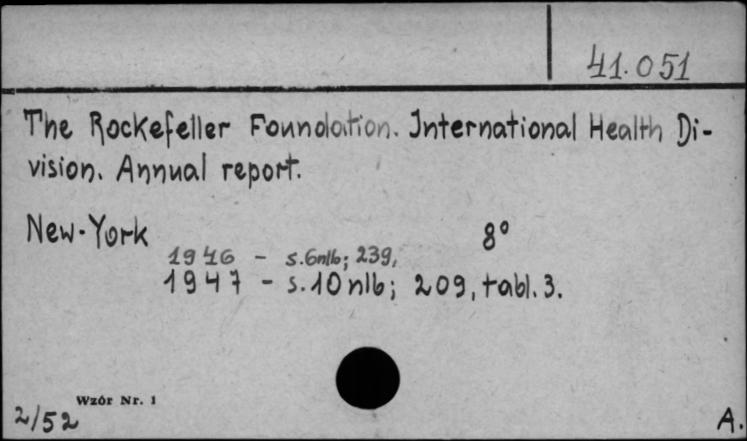 41.051
The Rockefeller Foundation. International Health Di-
vision. Annual report.
New-York 8°
1946 - s.6nlb; 239,
1947 - s.10nlb; 209, tabl. 3.
Wzór Nr. 1
2/52 A.